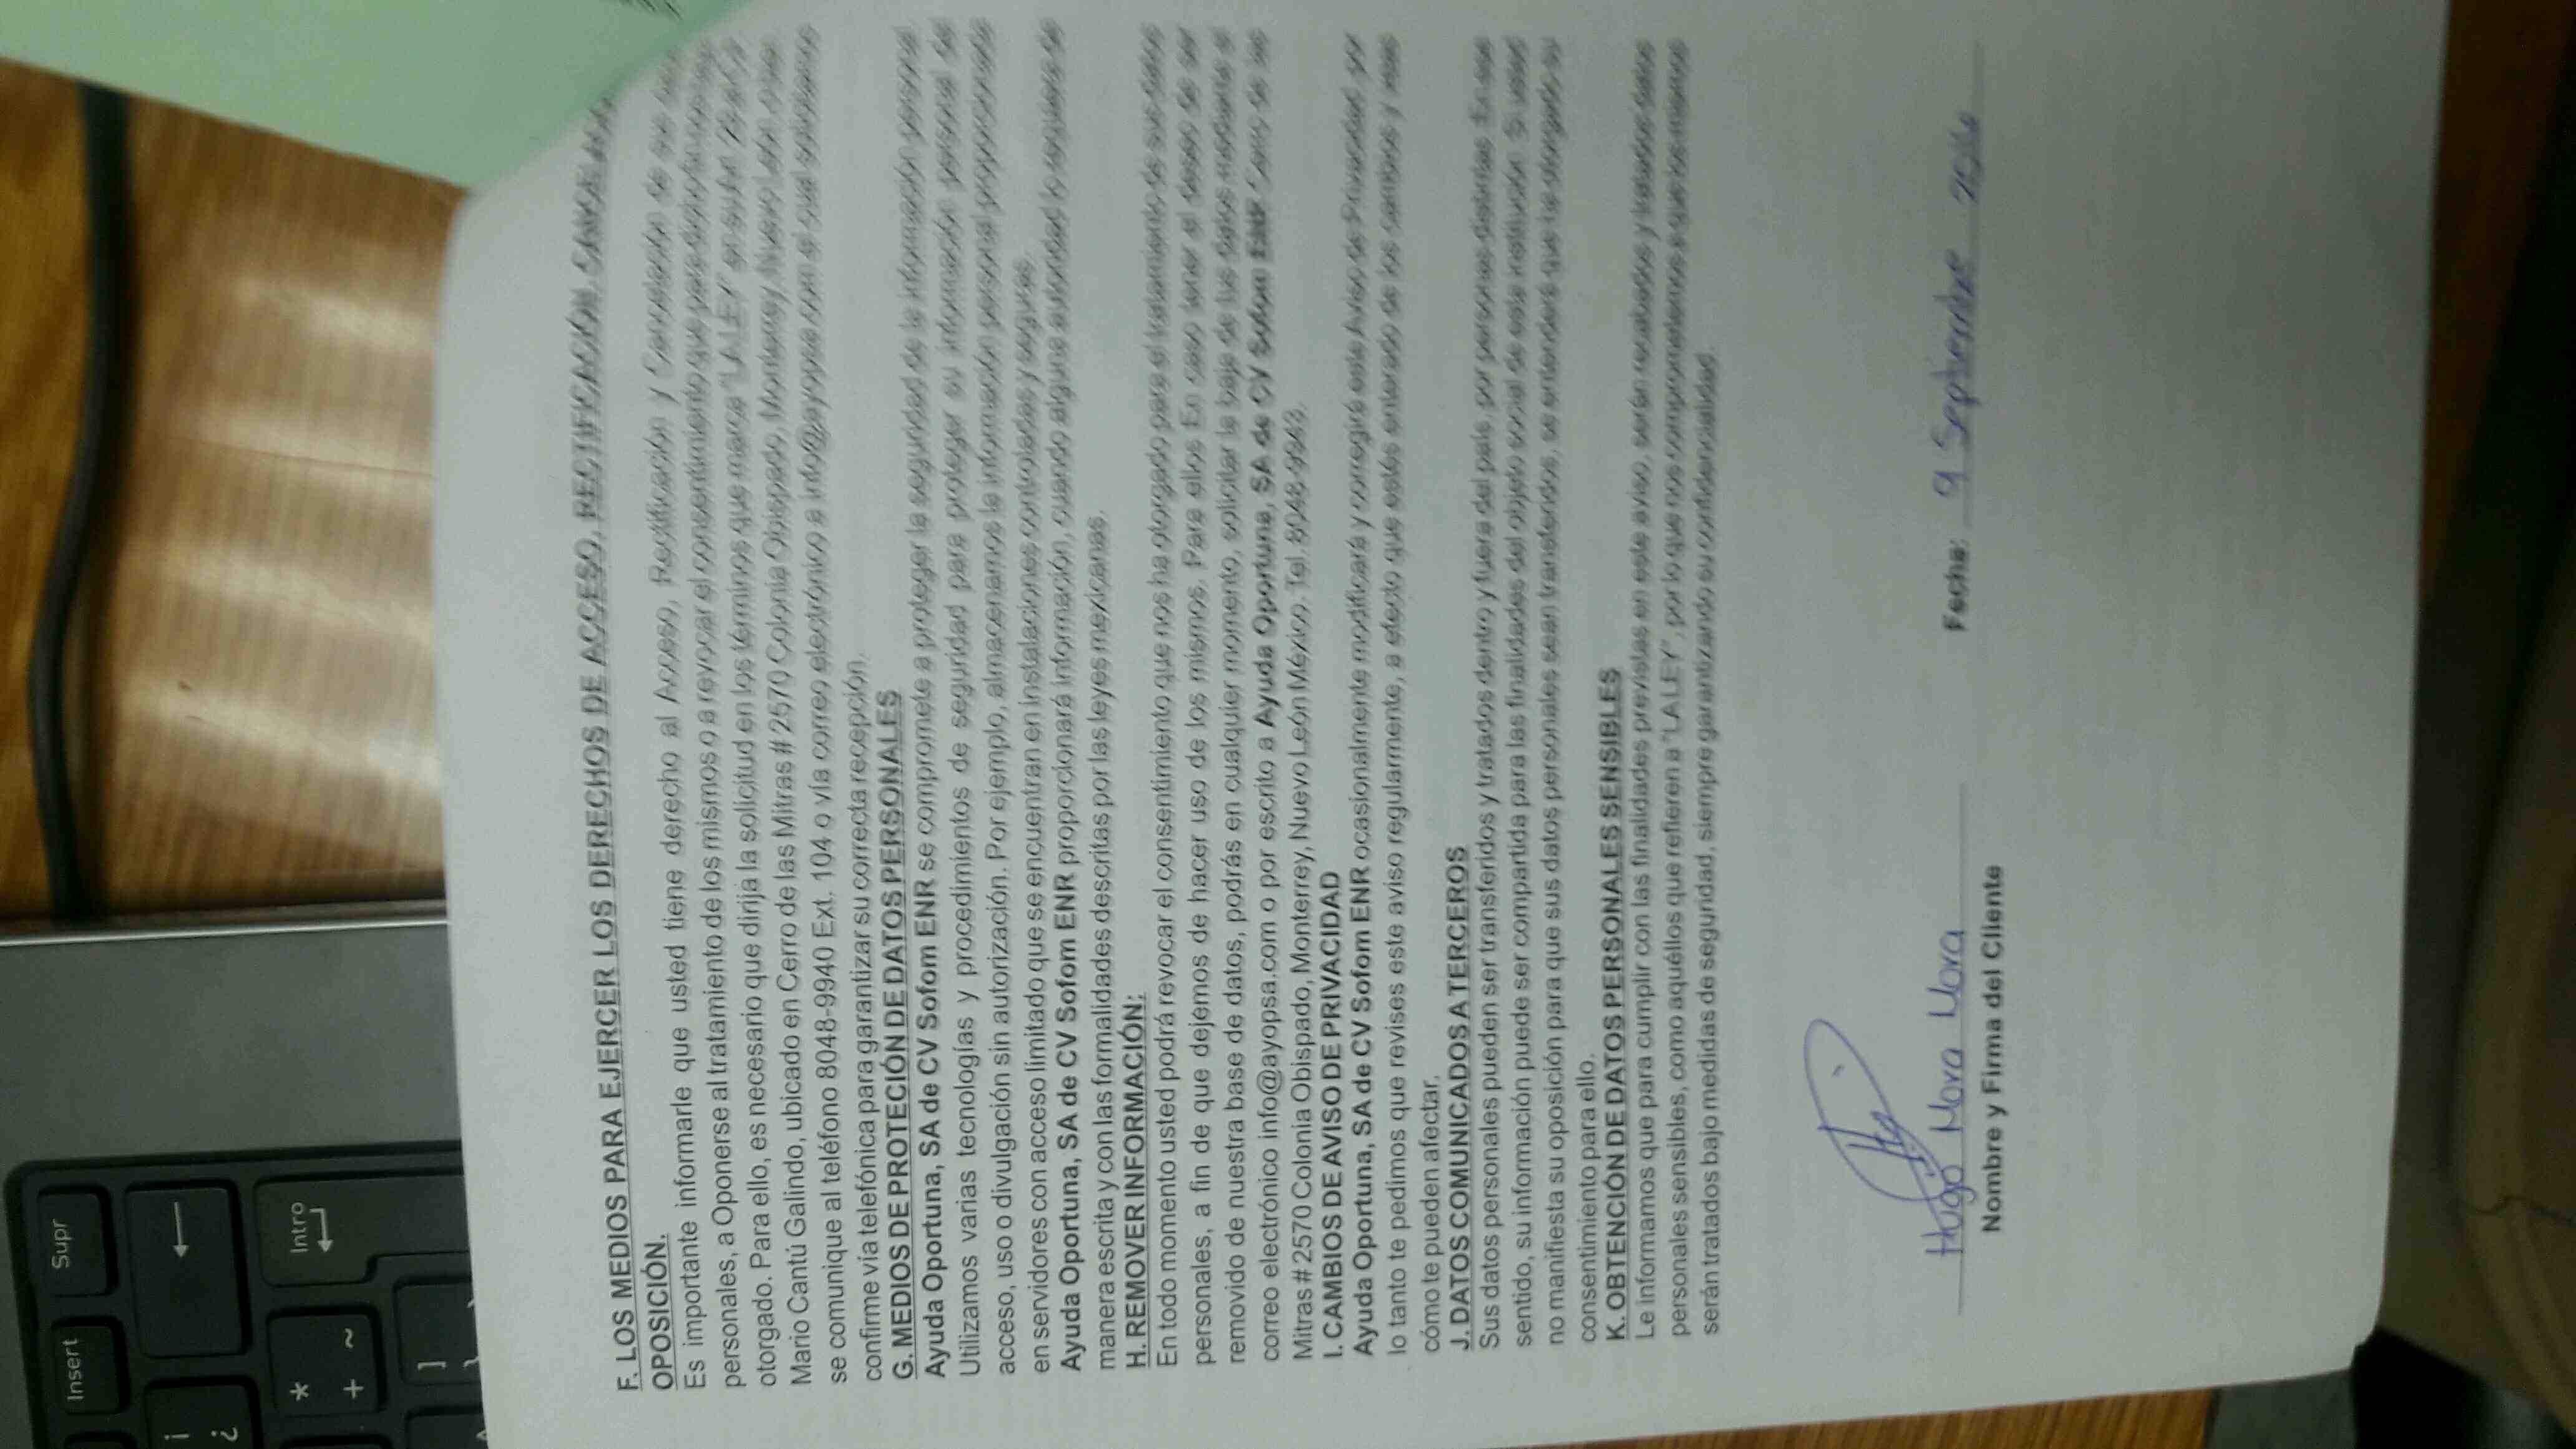 F. LOS MEDIOS PARA EJERCER LOS DERECHOS DE ACCESO, RECTIFICACIÓN, CANCELACIÓN
OPOSICIÓN.
Es importante informarle que usted tiene derecho al Acceso, Rectificación y Cancelación de sus
personales, a Oponerse al tratamiento de los mismos o a revocar el consentimiento que para
otorgado. Para ello, es necesario que dirija la solicitud en los términos que marca "LA LEY" en su
Mario Cantú Galindo, ubicado en Cerro de las Mitras # 2570 Colonia Obispado, Monterrey, Nuevo León, o bien
se comunique al teléfono 8048-9940 Ext. 104 o vía correo electrónico a info@ayopsa.com el cual solicitamos
confirme vía telefónica para garantizar su correcta recepción.
G. MEDIOS DE PROTECIÓN DE DATOS PERSONALES
Ayuda Oportuna, SA de CV Sofom ENR se compromete a proteger la seguridad de la información personal.
Utilizamos varias tecnologías y procedimientos de seguridad para proteger su información personal del
acceso, uso o divulgación sin autorización. Por ejemplo, almacenamos la información personal proporcionada
en servidores con acceso limitado que se encuentran en instalaciones controladas y seguras.
Ayuda Oportuna, SA de CV Sofom ENR proporcionará información, cuando alguna autoridad lo requiera de
manera escrita y con las formalidades descritas por las leyes mexicanas.
H. REMOVER INFORMACIÓN:
En todo momento usted podrá revocar el consentimiento que nos ha otorgado para el tratamiento de sus datos
personales, a fin de que dejemos de hacer uso de los mismos. Para ellos En caso tener el deseo de ser
removido de nuestra base de datos, podrás en cualquier momento, solicitar la baja de tus datos mediante el
correo electrónico info@ayopsa.com o por escrito a Ayuda Oportuna, SA de CV Sofom ENR Cerro de las
Mitras # 2570 Colonia Obispado, Monterrey, Nuevo León México. Tel. 8048-9943.
I. CAMBIOS DE AVISO DE PRIVACIDAD
Ayuda Oportuna, SA de CV Sofom ENR ocasionalmente modificará y corregirá este Aviso de Privacidad, por
lo tanto te pedimos que revises este aviso regularmente, a efecto que estés enterado de los cambios y
cómo te pueden afectar.
J. DATOS COMUNICADOS A TERCEROS
Sus datos personales pueden ser transferidos y tratados dentro y fuera del país, por personas distintas. En ese
sentido, su información puede ser compartida para las finalidades del objeto social de esta institución. Si usted
no manifiesta su oposición para que sus datos personales sean transferidos, se entenderá que ha otorgado su
consentimiento para ello.
K. OBTENCIÓN DE DATOS PERSONALES SENSIBLES
Le informamos que para cumplir con las finalidades previstas en este aviso, serán recabados y tratados datos
personales sensibles, como aquéllos que refieren a "LA LEY", por lo que nos comprometemos a que los mismos
serán tratados bajo medidas de seguridad, siempre garantizando su confidencialidad.
Hugo Mora Mora
Fecha: 9 Septiembre 2016
Nombre y Firma del Cliente
Supr
Insert
Intro